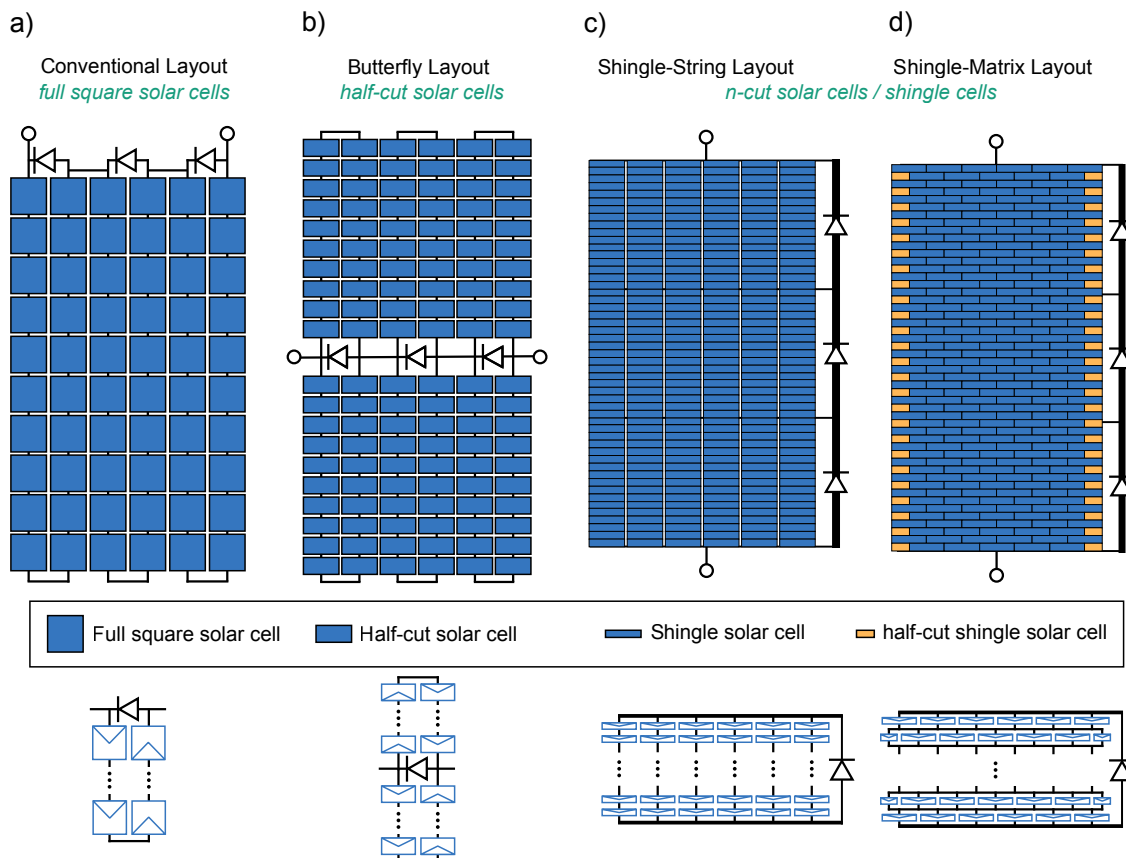 a)
b)
c)
d)
Conventional Layout
full square solar cells
Butterfly Layout
half-cut solar cells
Shingle-String Layout
Shingle-Matrix Layout
n-cut solar cells / shingle cells
Full square solar cell
Half-cut solar cell
Shingle solar cell
half-cut shingle solar cell